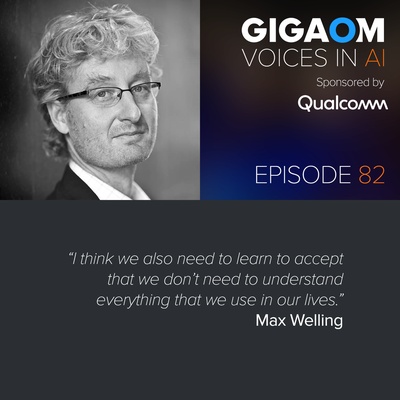 GIGAOM
VOICES IN AI
Sponsored by
Qualcomm
EPISODE 82
“I think we also need to learn to accept
that we don’t need to understand
everything that we use in our lives.”
Max Welling